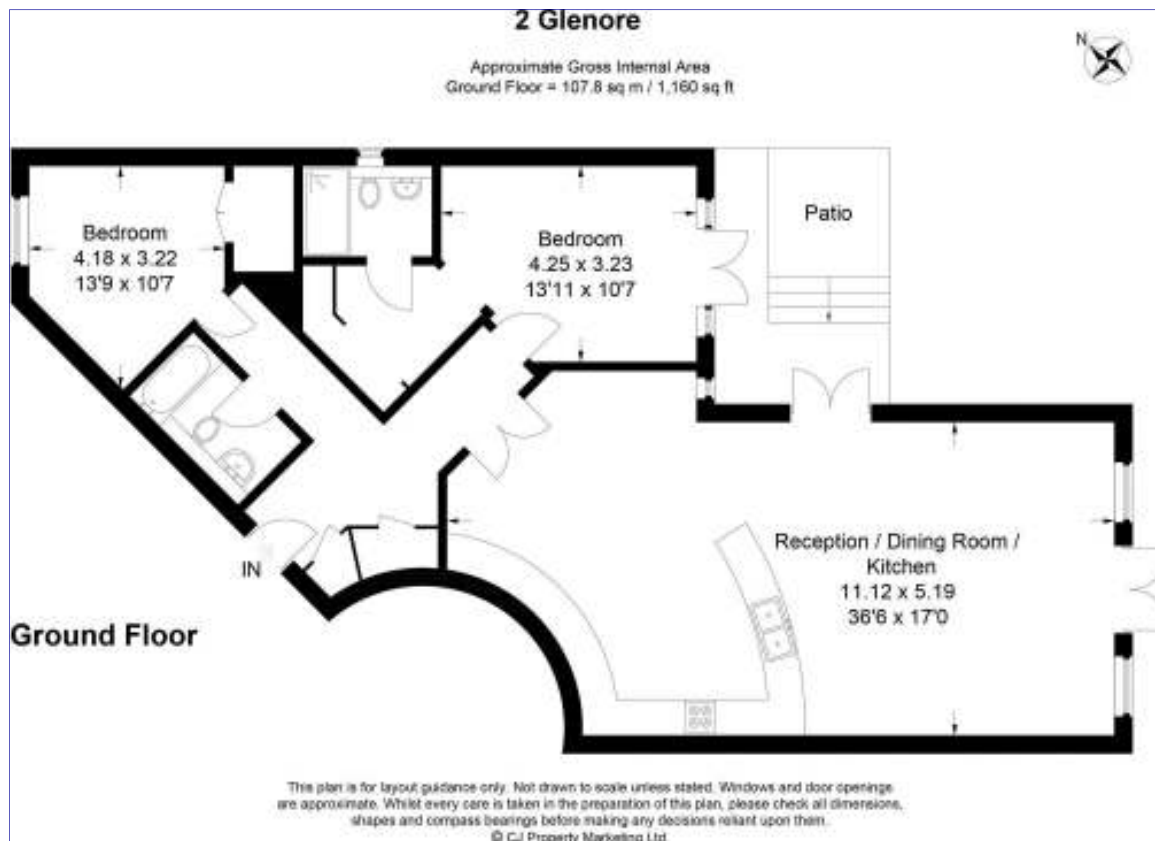 2 Glenore
N
Approximate Gross Internal Area
Ground Floor = 107.8 sq m / 1,160 sq ft
Bedroom
4.18 x 3.22
13'9 x 10'7
Bedroom
4.25 x 3.23
13'11 x 10'7
Patio
Reception / Dining Room /
Kitchen
11.12 x 5.19
36'6 x 17'0
IN
Ground Floor
This plan is for layout guidance only. Not drawn to scale unless stated. Windows and door openings
are approximate. Whilst every care is taken in the preparation of this plan, please check all dimensions,
shapes and compass bearings before making any decisions reliant upon them.
© CJ Property Marketing Ltd